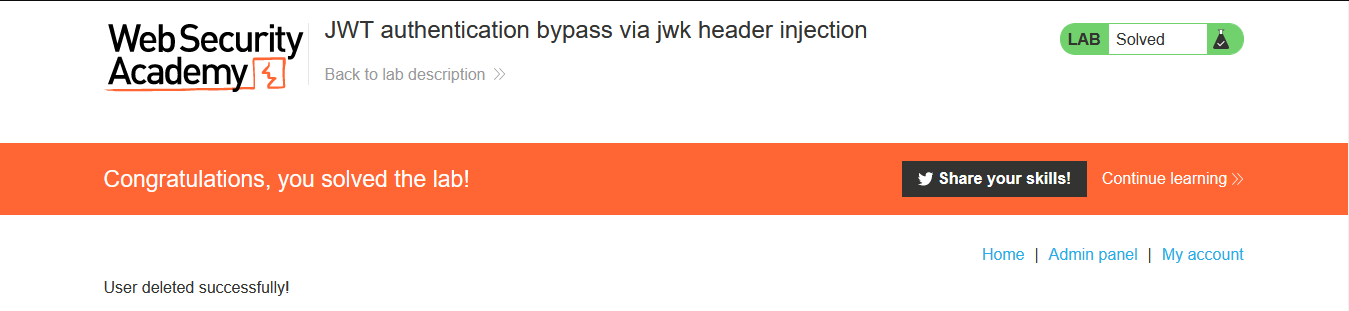 Web Security
Academy
JWT authentication bypass via jwk header injection
Back to lab description
LAB Solved
Congratulations, you solved the lab!
Share your skills!
Continue learning
Home | Admin panel | My account
User deleted successfully!